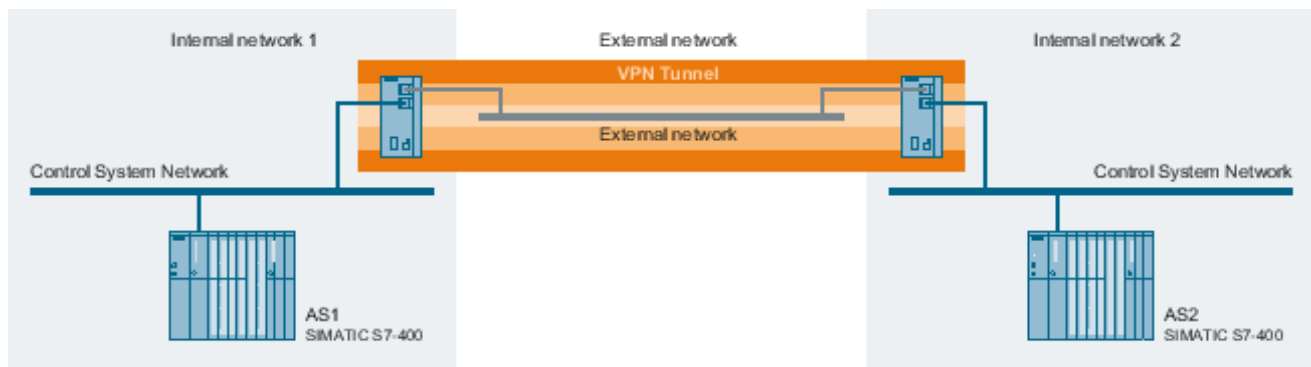 Internal network 1
External network
Internal network 2
VPN Tunnel
External network
Control System Network
Control System Network
AS1
SIMATIC S7-400
AS2
SIMATIC S7-400